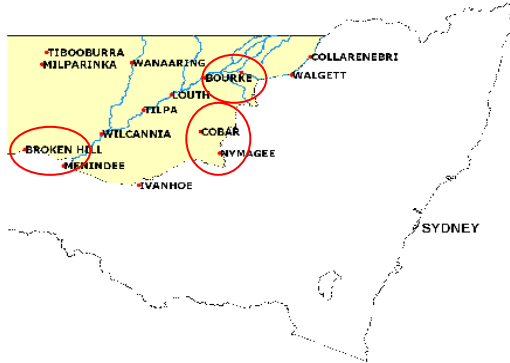 TIBOOBURRA
MILPARINKA
WANAARING
COLLARENEBRI
WALGETT
BOURKE
LOUTH
TILPA
WILCANNIA
COBAR
BROKEN HILL
NYMAGEE
MENINDEE
IVANHOE
SYDNEY